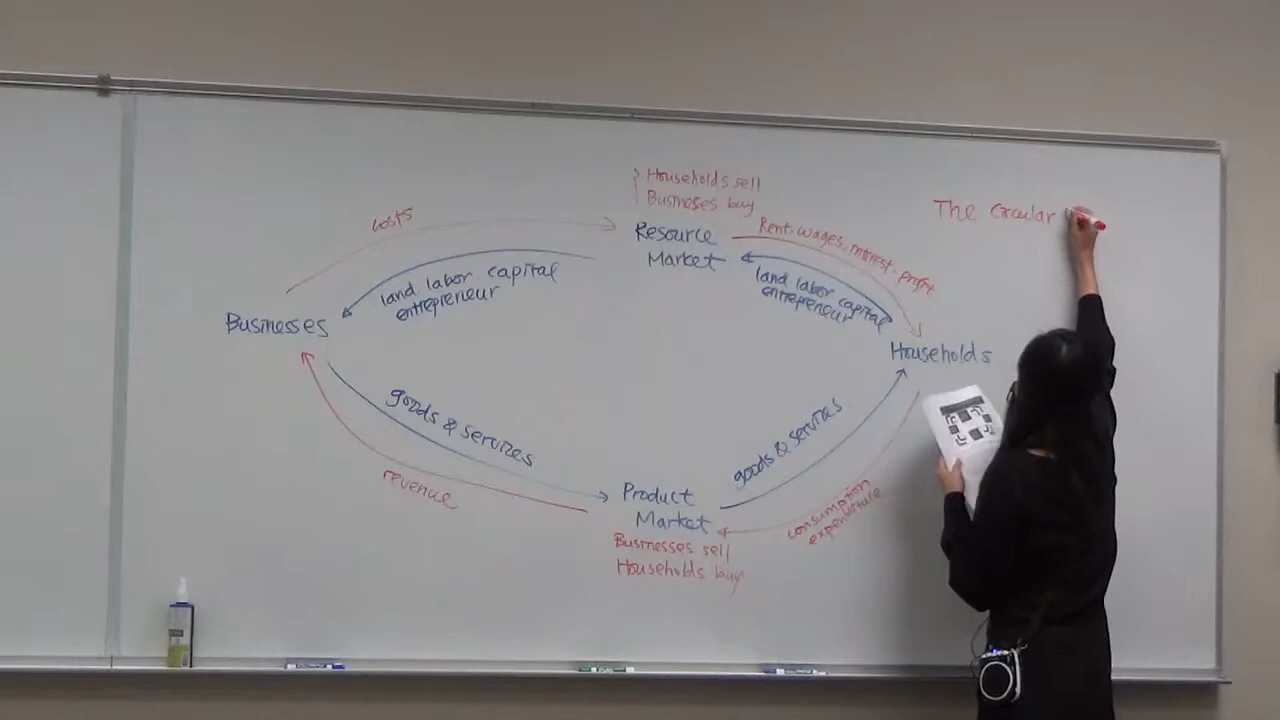 Households sell
Businesses buy
The Circular
costs
Resource
Market
Rent, wages, interest, profit
land labor capital
entrepreneur
land labor capital
entrepreneur
Businesses
Households
goods & services
goods & services
revenue
Product
Market
consumption
expenditure
Businesses sell
Households buy